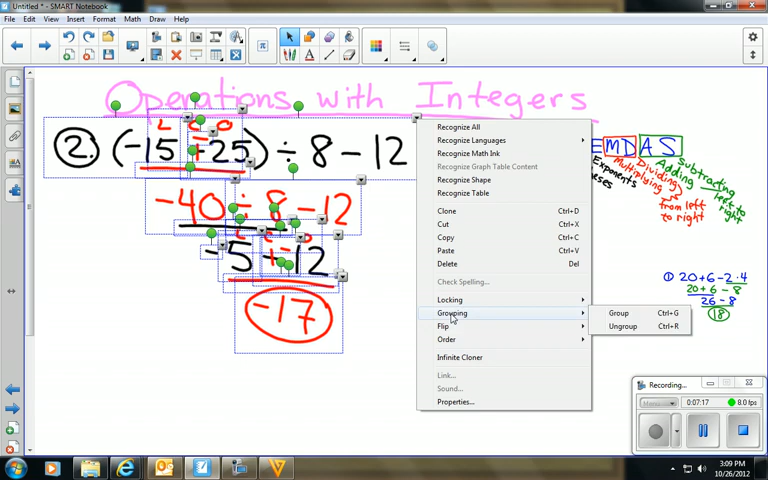 Untitled * - SMART Notebook
File Edit View Insert Format Math Draw Help
Operations with Integers
2. (-15 - 25) ÷ 8 - 12
L C O
+
-40 ÷ 8 - 12
-5 - 12
L C O
+
-17
EMDAS
Exponents
Multiplying
Dividing
from left
to right
Adding
Subtracting
left to
right
① 20+6-2·4
20+6-8
26-8
18
Recognize All
Recognize Languages
Recognize Math Ink
Recognize Graph Table Content
Recognize Shape
Recognize Table
Clone Ctrl+D
Cut Ctrl+X
Copy Ctrl+C
Paste Ctrl+V
Delete Del
Check Spelling...
Locking
Grouping
Flip
Order
Infinite Cloner
Link...
Sound...
Properties...
Group Ctrl+G
Ungroup Ctrl+R
Recording...
Menu
0:07:17 8.0 fps
3:09 PM
10/26/2012